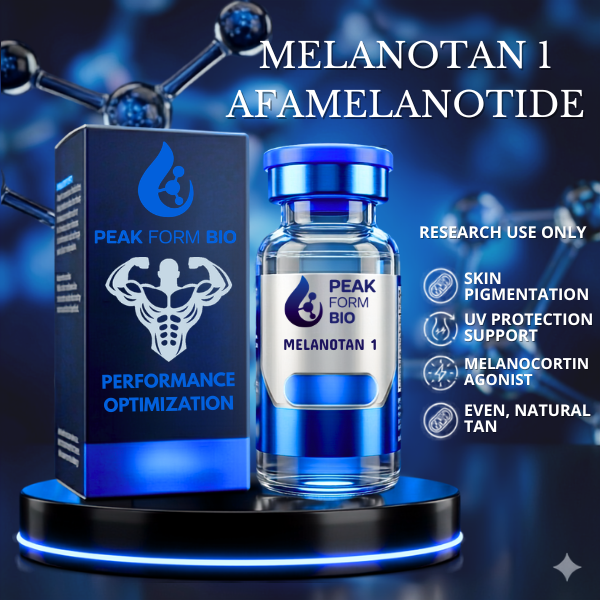 MELANOTAN 1
AFAMELANOTIDE
PEAK FORM BIO
PERFORMANCE
OPTIMIZATION
PEAK
FORM
BIO
MELANOTAN 1
RESEARCH USE ONLY
SKIN
PIGMENTATION
UV PROTECTION
SUPPORT
MELANOCORTIN
AGONIST
EVEN, NATURAL
TAN